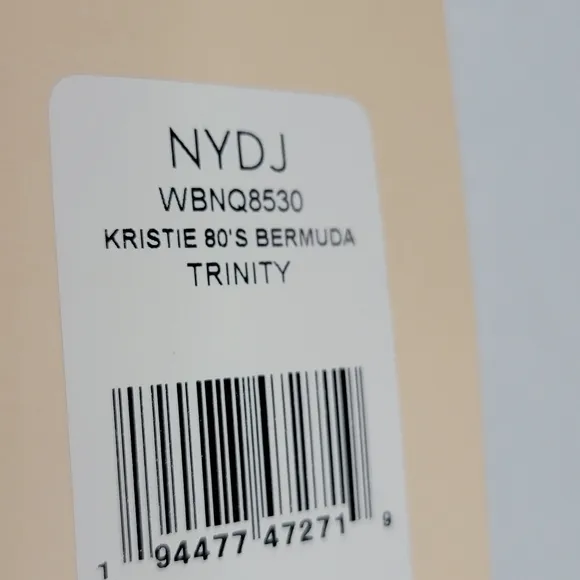 NYDJ
WBNQ8530
KRISTIE 80'S BERMUDA
TRINITY
1 94477 47271 9